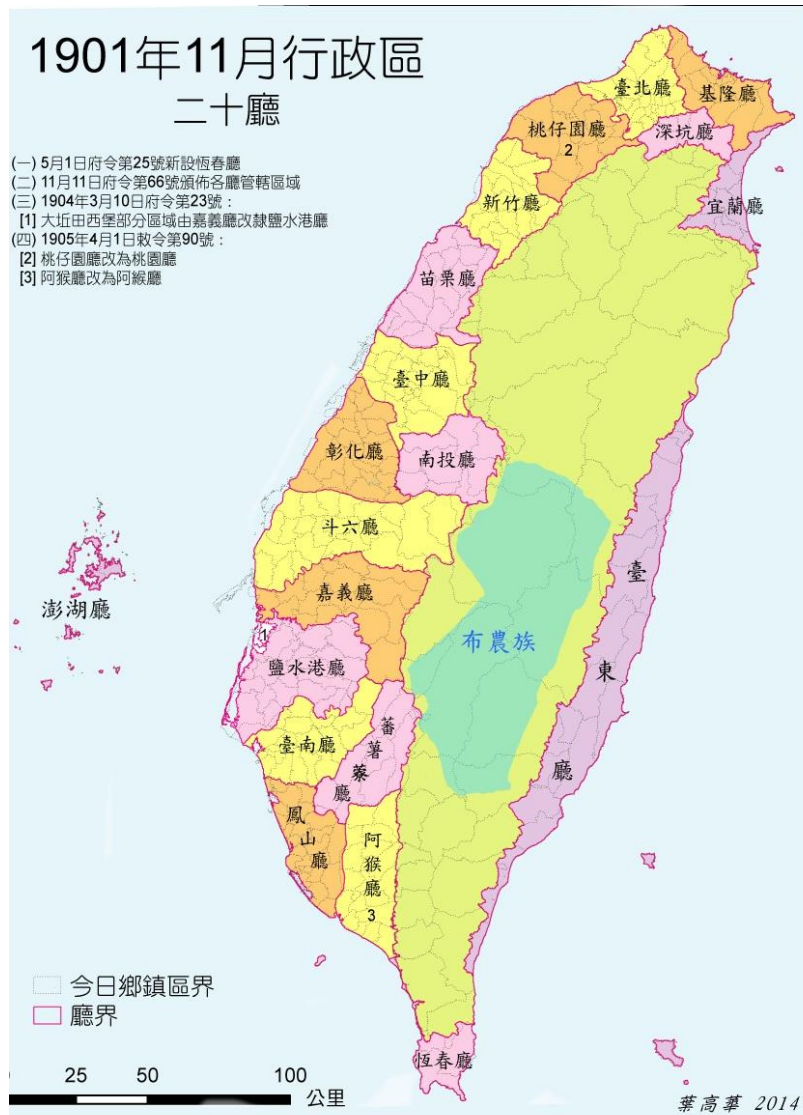 1901年11月行政區
二十廳
(一) 5月1日府令第25號新設恆春廳
(二) 11月11日府令第66號頒佈各廳管轄區域
(三) 1904年3月10日府令第23號：
[1] 大坵田西堡部分區域由嘉義廳改隸鹽水港廳
(四) 1905年4月1日敕令第90號：
[2] 桃仔園廳改為桃園廳
[3] 阿猴廳改為阿緱廳
臺北廳
基隆廳
桃仔園廳
2
深坑廳
新竹廳
宜蘭廳
苗栗廳
臺中廳
彰化廳
南投廳
斗六廳
嘉義廳
澎湖廳
1
布農族
臺東廳
鹽水港廳
臺南廳
蕃薯藔廳
鳳山廳
阿猴廳
3
恆春廳
今日鄉鎮區界
廳界
25 50 100
公里
葉高華 2014